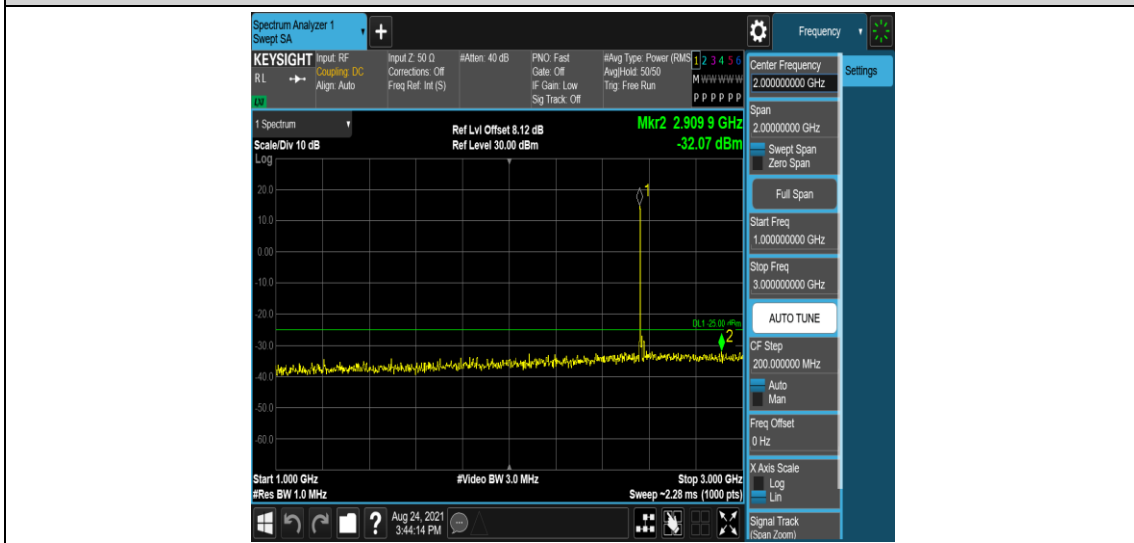 Spectrum Analyzer 1
Swept SA
+
Frequency
KEYSIGHT
RL
LXI
Input: RF
Coupling: DC
Align: Auto
Input Z: 50 Ω
Corrections: Off
Freq Ref: Int (S)
#Atten: 40 dB
PNO: Fast
Gate: Off
IF Gain: Low
Sig Track: Off
#Avg Type: Power (RMS
Avg|Hold: 50/50
Trig: Free Run
1 2 3 4 5 6
M W W W W W
P P P P P P
1 Spectrum
Scale/Div 10 dB
Ref Lvl Offset 8.12 dB
Ref Level 30.00 dBm
Mkr2 2.909 9 GHz
-32.07 dBm
Log
20.0
10.0
0.00
-10.0
-20.0
-30.0
-40.0
-50.0
-60.0
1
DL1 -25.00 dBm
2
Start 1.000 GHz
#Res BW 1.0 MHz
#Video BW 3.0 MHz
Stop 3.000 GHz
Sweep ~2.28 ms (1000 pts)
?
Aug 24, 2021
3:44:14 PM
Center Frequency
2.000000000 GHz
Settings
Span
2.00000000 GHz
Swept Span
Zero Span
Full Span
Start Freq
1.000000000 GHz
Stop Freq
3.000000000 GHz
AUTO TUNE
CF Step
200.000000 MHz
Auto
Man
Freq Offset
0 Hz
X Axis Scale
Log
Lin
Signal Track
(Span Zoom)